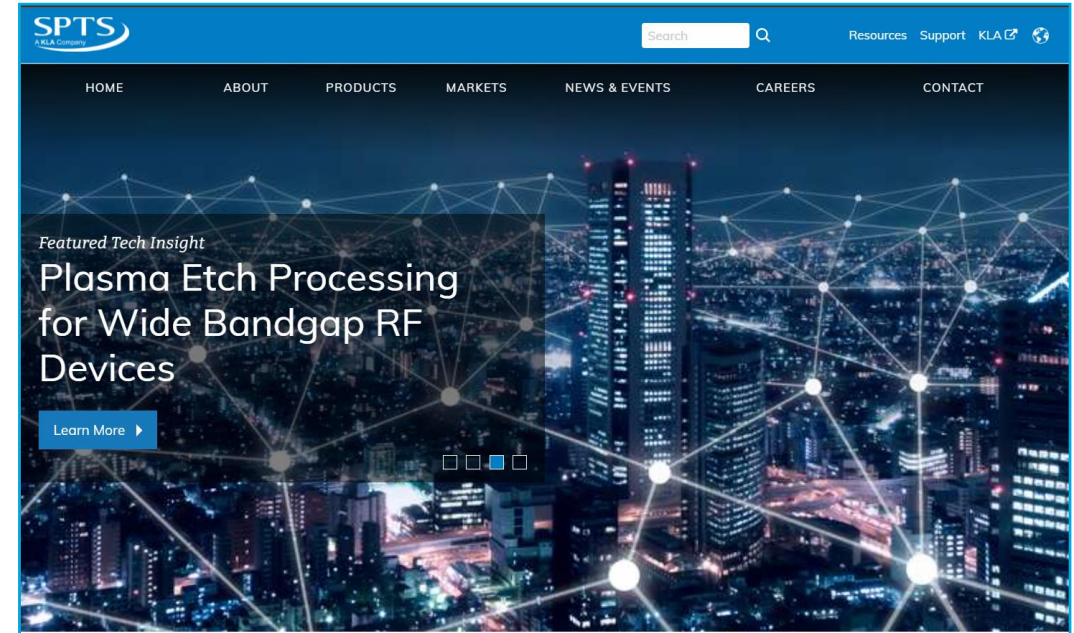 SPTS
A KLA Company
Search
Resources Support KLA
HOME ABOUT PRODUCTS MARKETS NEWS & EVENTS CAREERS CONTACT
Featured Tech Insight
Plasma Etch Processing
for Wide Bandgap RF
Devices
Learn More